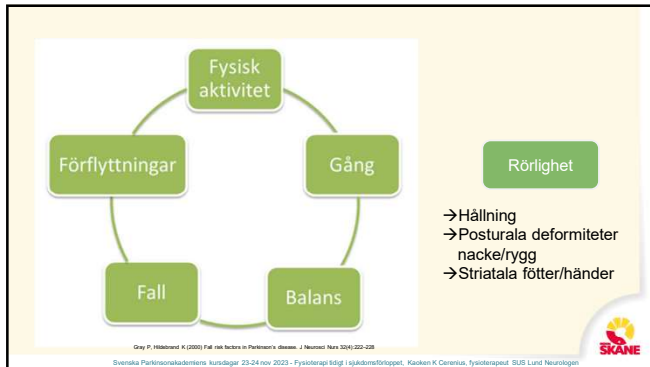 Fysisk
aktivitet
Gång
Balans
Fall
Förflyttningar
Rörlighet
→Hållning
→Posturala deformiteter
nacke/rygg
→Striatala fötter/händer
Gray P, Hildebrand K (2000) Fall risk factors in Parkinson's disease. J Neurosci Nurs 32(4):222–228
SKÅNE
Svenska Parkinsonakademiens kursdagar 23-24 nov 2023 - Fysioterapi tidigt i sjukdomsförloppet, Kaoken K Cerenius, fysioterapeut SUS Lund Neurologen